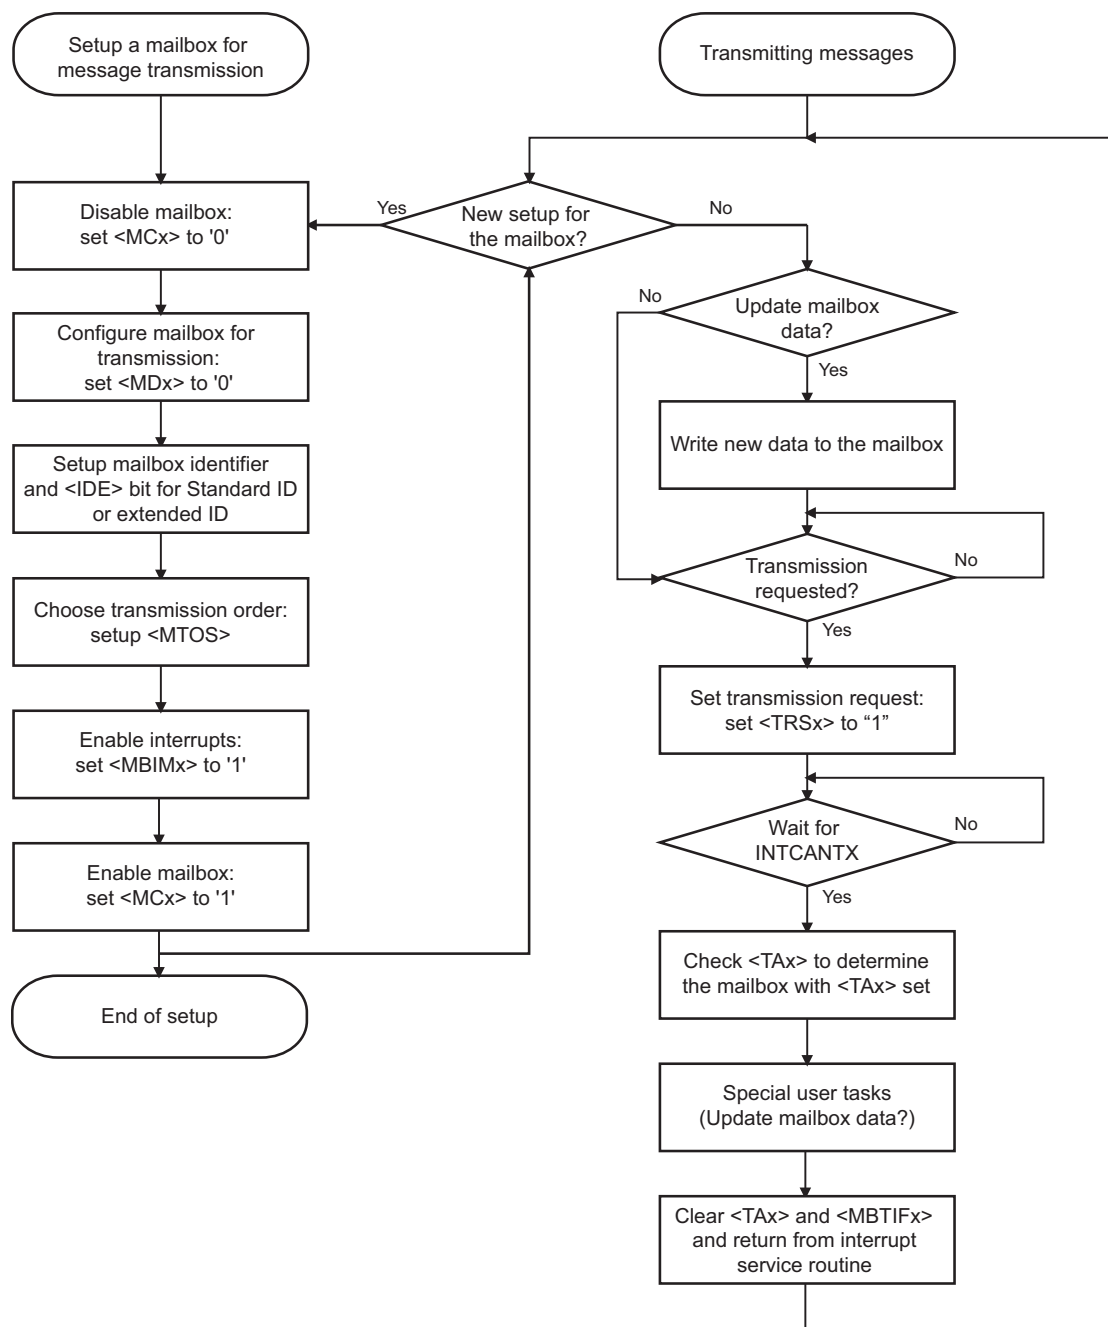 Setup a mailbox for
message transmission
Disable mailbox:
set <MCx> to '0'
Configure mailbox for
transmission:
set <MDx> to '0'
Setup mailbox identifier
and <IDE> bit for Standard ID
or extended ID
Choose transmission order:
setup <MTOS>
Enable interrupts:
set <MBIMx> to '1'
Enable mailbox:
set <MCx> to '1'
End of setup
Transmitting messages
Yes
New setup for
the mailbox?
No
No
Update mailbox
data?
Yes
Write new data to the mailbox
Transmission
requested?
No
Yes
Set transmission request:
set <TRSx> to “1”
Wait for
INTCANTX
No
Yes
Check <TAx> to determine
the mailbox with <TAx> set
Special user tasks
(Update mailbox data?)
Clear <TAx> and <MBTIFx>
and return from interrupt
service routine